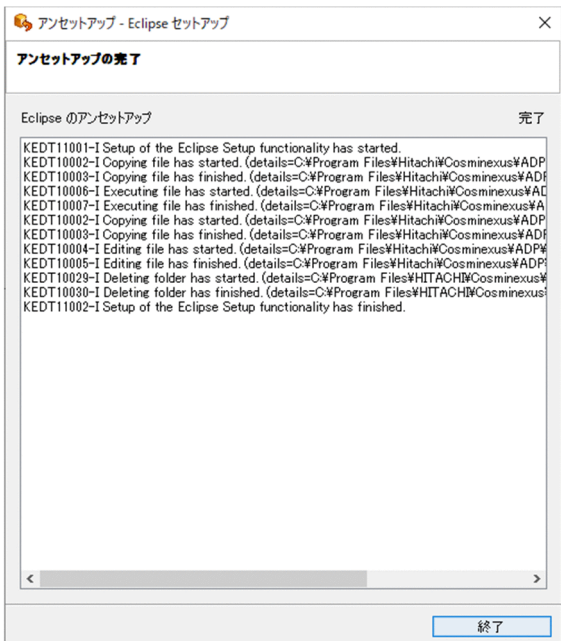 アンセットアップ - Eclipse セットアップ
アンセットアップの完了
Eclipse のアンセットアップ
完了
KEDT11001-I Setup of the Eclipse Setup functionality has started.
KEDT10002-I Copying file has started. (details=C:¥Program Files¥Hitachi¥Cosminexus¥ADP
KEDT10003-I Copying file has finished. (details=C:¥Program Files¥Hitachi¥Cosminexus¥ADF
KEDT10006-I Executing file has started. (details=C:¥Program Files¥Hitachi¥Cosminexus¥AD
KEDT10007-I Executing file has finished. (details=C:¥Program Files¥Hitachi¥Cosminexus¥A
KEDT10002-I Copying file has started. (details=C:¥Program Files¥Hitachi¥Cosminexus¥ADP
KEDT10003-I Copying file has finished. (details=C:¥Program Files¥Hitachi¥Cosminexus¥ADF
KEDT10004-I Editing file has started. (details=C:¥Program Files¥Hitachi¥Cosminexus¥ADP¥
KEDT10005-I Editing file has finished. (details=C:¥Program Files¥Hitachi¥Cosminexus¥ADP¥
KEDT10029-I Deleting folder has started. (details=C:¥Program Files¥HITACHI¥Cosminexus¥
KEDT10030-I Deleting folder has finished. (details=C:¥Program Files¥HITACHI¥Cosminexus¥
KEDT11002-I Setup of the Eclipse Setup functionality has finished.
終了